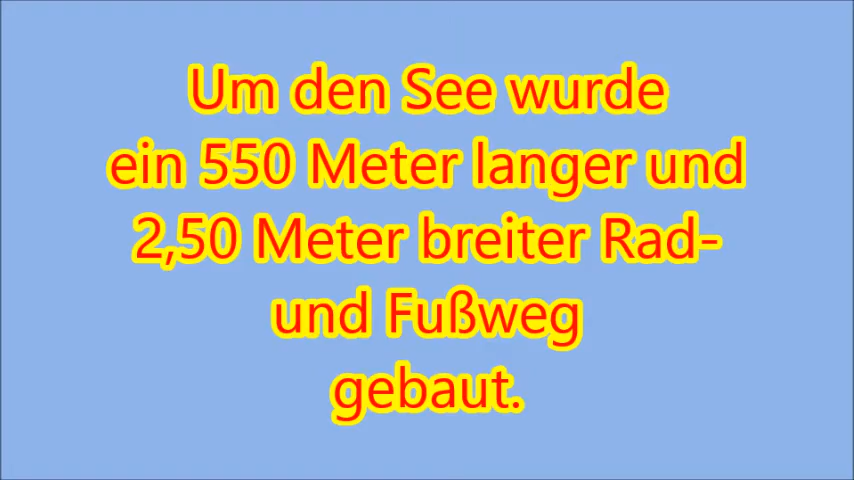 Um den See wurde
ein 550 Meter langer und
2,50 Meter breiter Rad-
und Fußweg
gebaut.